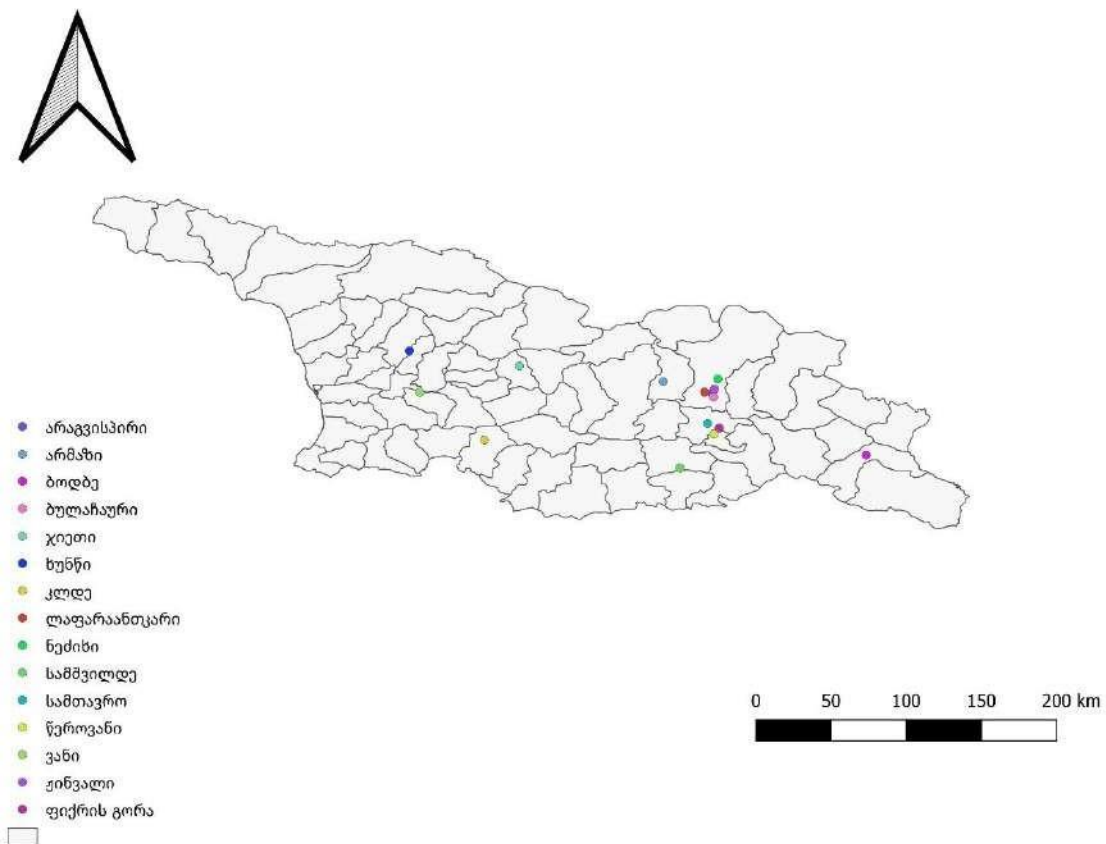 არაგვისპირი
არმაზი
ბოდბე
ბულაჩაური
ჯიეთი
ხუნწი
კლდე
ლაფარაანთკარი
ნეძიხი
სამშვილდე
სამთავრო
წეროვანი
ვანი
ჟინვალი
ფიქრის გორა
0 50 100 150 200 km